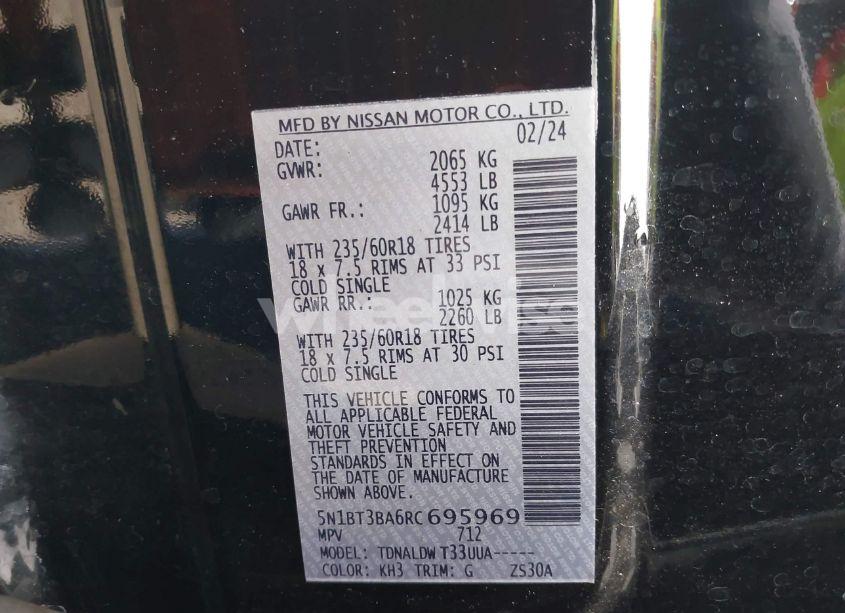 MFD BY NISSAN MOTOR CO., LTD.
DATE: 02/24
GVWR: 2065 KG
4553 LB
GAWR FR.: 1095 KG
2414 LB
WITH 235/60R18 TIRES
18 x 7.5 RIMS AT 33 PSI
COLD SINGLE
GAWR RR.: 1025 KG
2260 LB
WITH 235/60R18 TIRES
18 x 7.5 RIMS AT 30 PSI
COLD SINGLE
THIS VEHICLE CONFORMS TO
ALL APPLICABLE FEDERAL
MOTOR VEHICLE SAFETY AND
THEFT PREVENTION
STANDARDS IN EFFECT ON
THE DATE OF MANUFACTURE
SHOWN ABOVE.
5N1BT3BA6RC695969
MPV 712
MODEL: TDNALDW T33UUA-----
COLOR: KH3 TRIM: G ZS30A